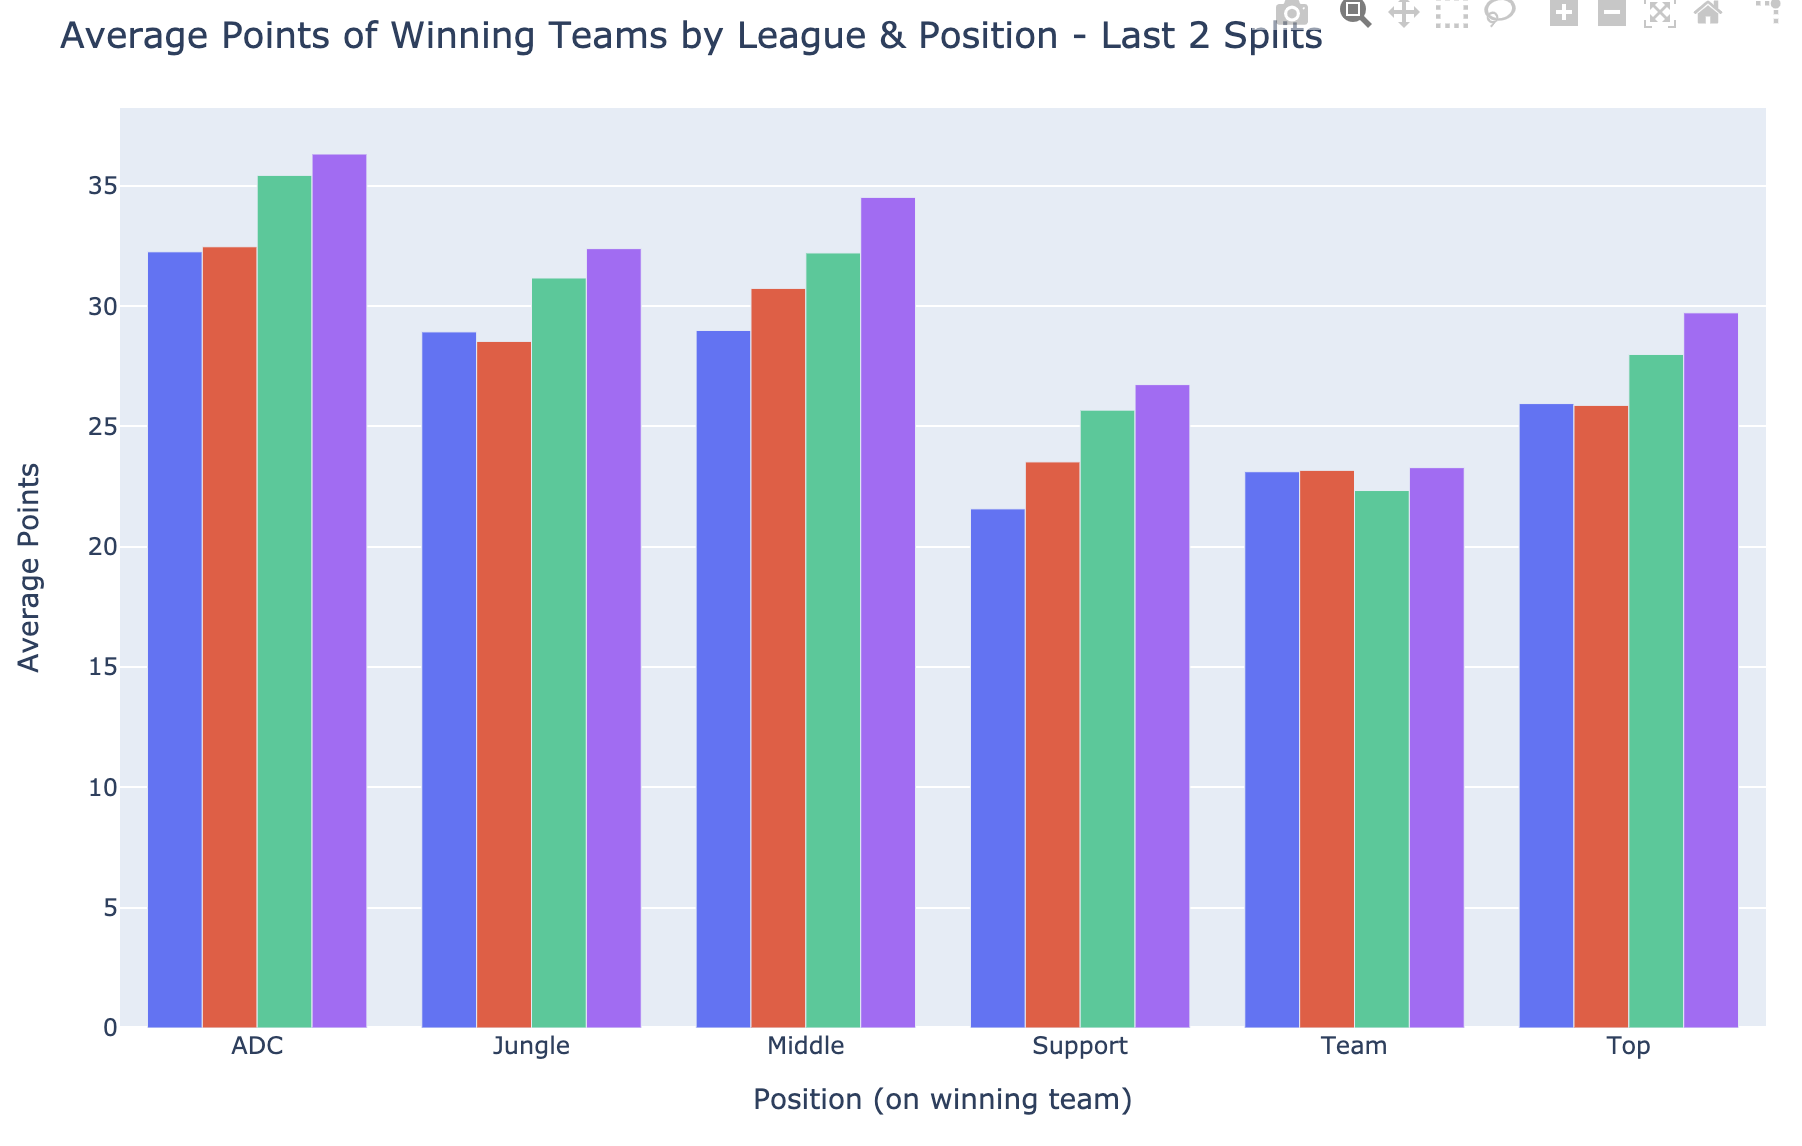 Average Points of Winning Teams by League & Position - Last 2 Splits
Average Points
35
30
25
20
15
10
5
0
ADC Jungle Middle Support Team Top
Position (on winning team)